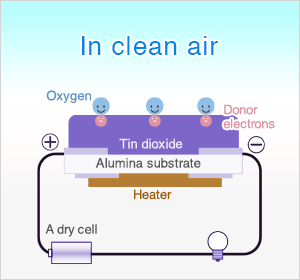 In clean air
Oxygen
Donor
electrons
+
−
Tin dioxide
Alumina substrate
Heater
A dry cell